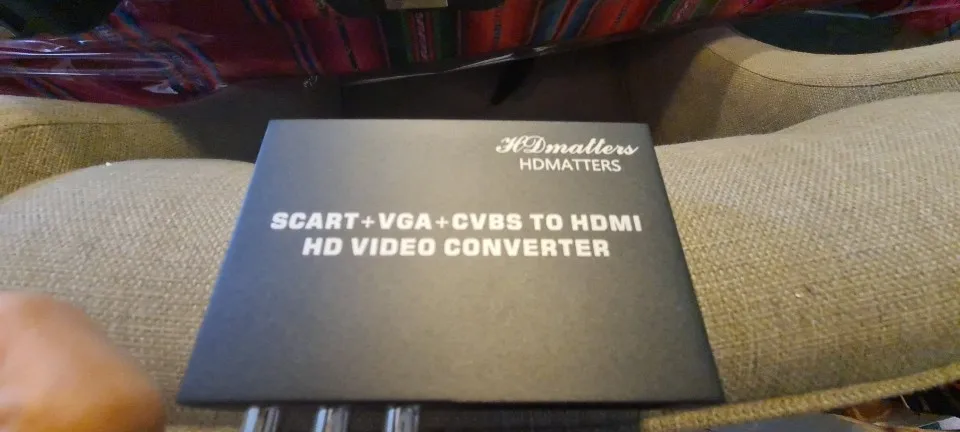 HDmatters
HDMATTERS
SCART+VGA+CVBS TO HDMI
HD VIDEO CONVERTER